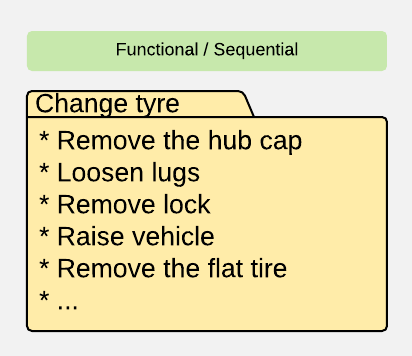 Functional / Sequential
Change tyre
* Remove the hub cap
* Loosen lugs
* Remove lock
* Raise vehicle
* Remove the flat tire
* ...